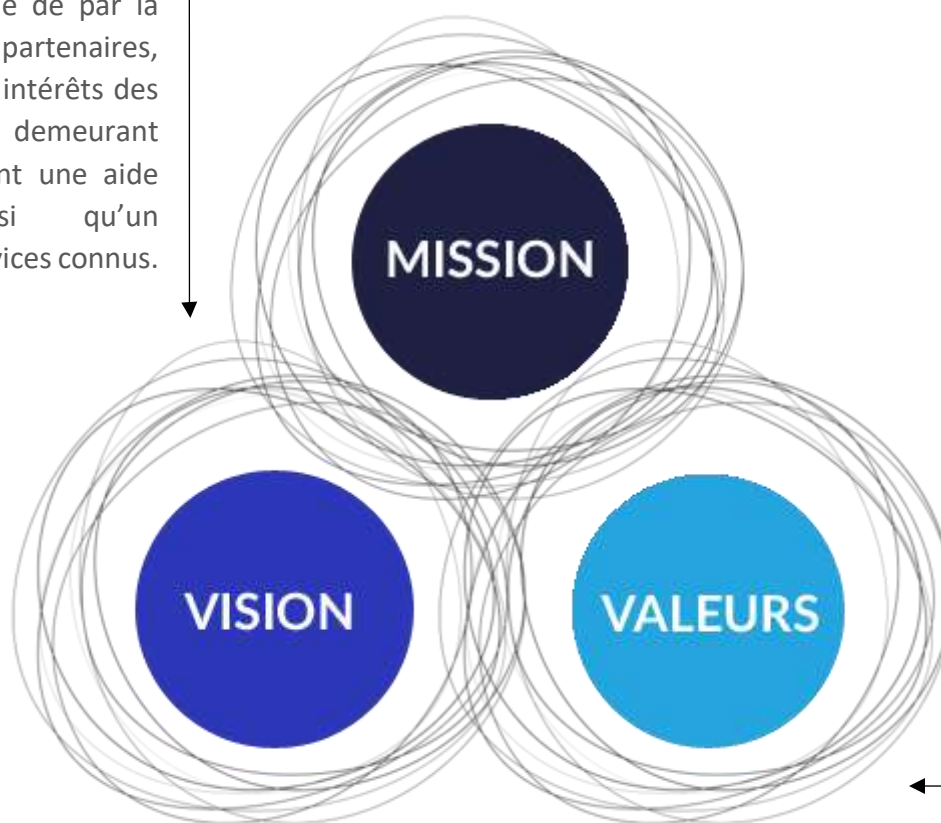 de par la
partenaires,
intérêts des
demeurant
une aide
qu'un
connus.
MISSION
VISION
VALEURS